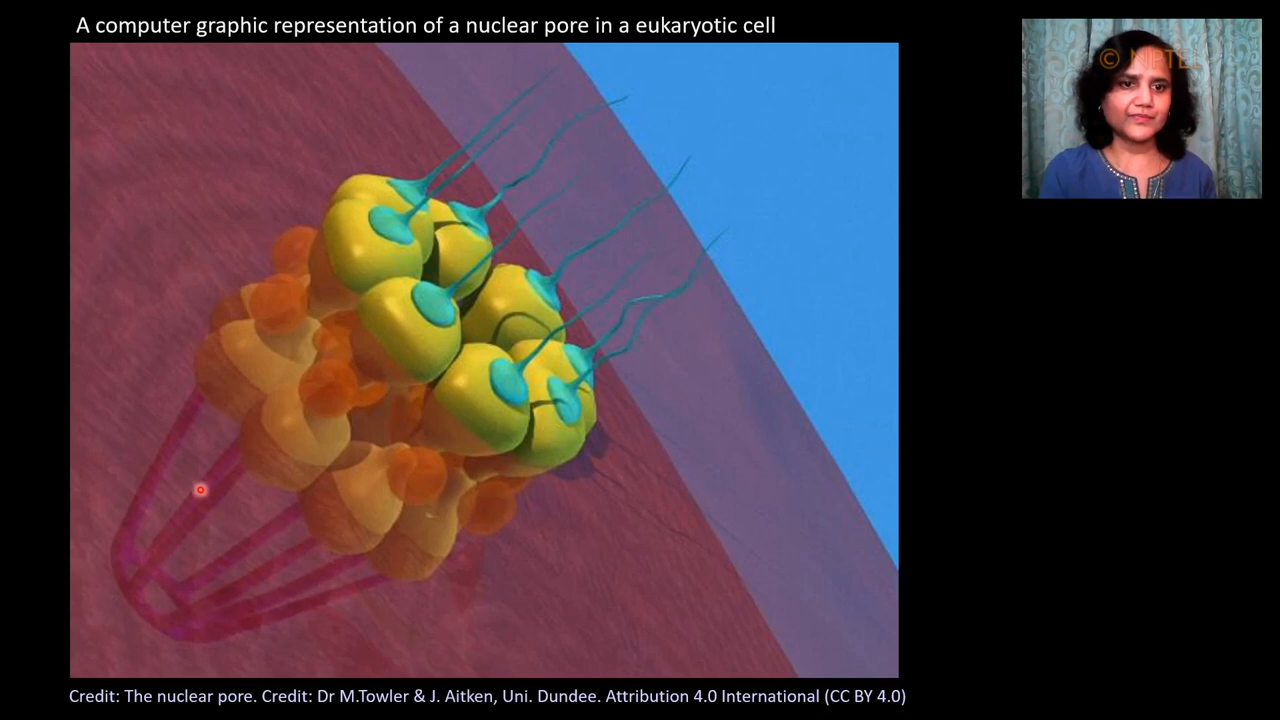 A computer graphic representation of a nuclear pore in a eukaryotic cell
© NPTEL
Credit: The nuclear pore. Credit: Dr M.Towler & J. Aitken, Uni. Dundee. Attribution 4.0 International (CC BY 4.0)